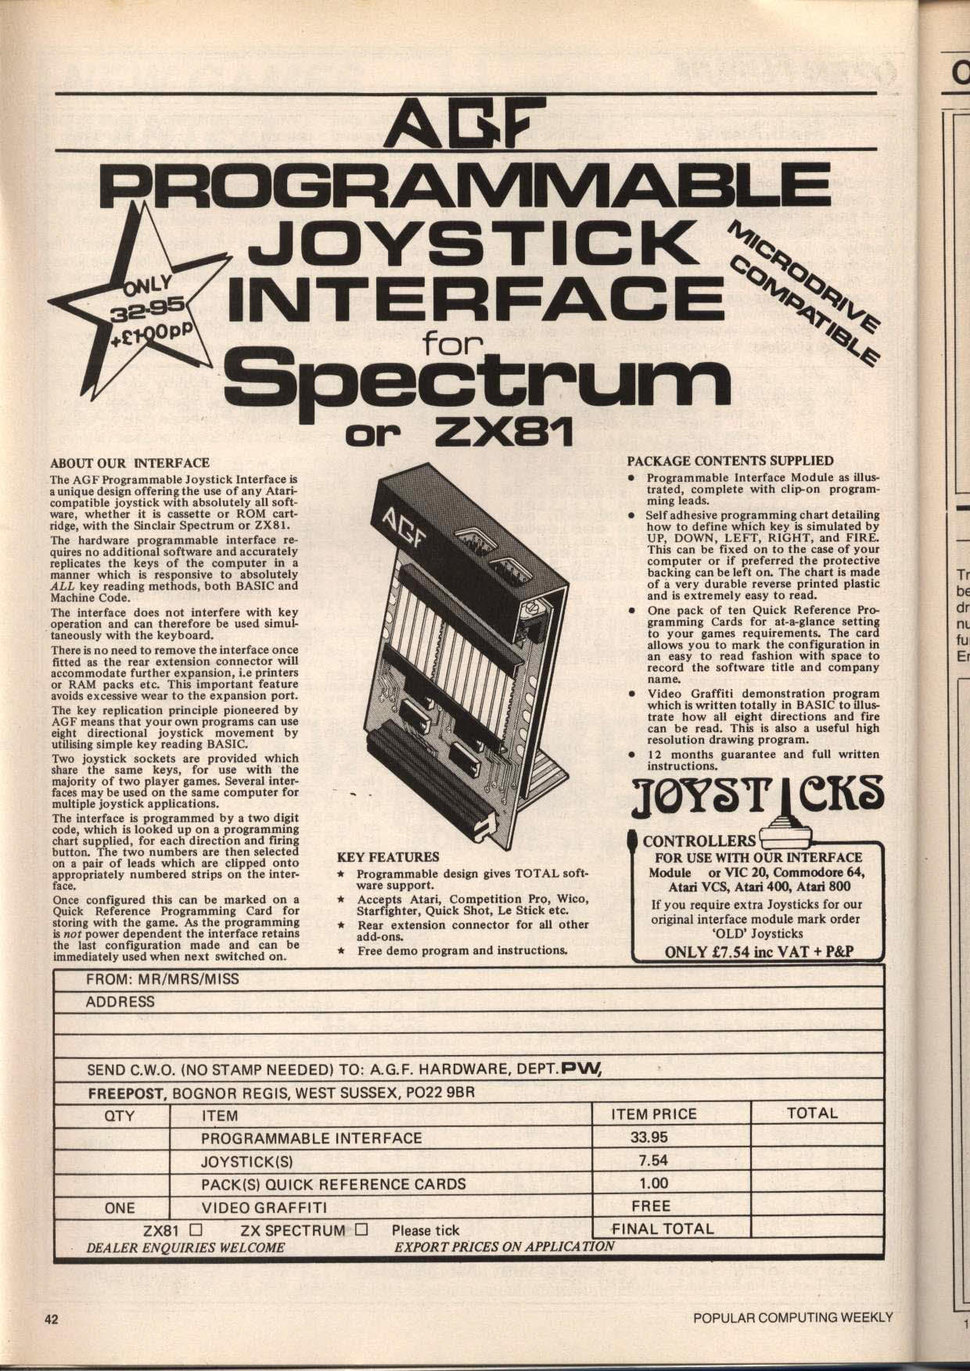 AGF
PROGRAMMABLE
JOYSTICK
INTERFACE
for
Spectrum
or ZX81
ONLY
32·95
+£1·00pp
MICRODRIVE
COMPATIBLE
ABOUT OUR INTERFACE
The AGF Programmable Joystick Interface is
a unique design offering the use of any Atari-
compatible joystick with absolutely all soft-
ware, whether it is cassette or ROM cart-
ridge, with the Sinclair Spectrum or ZX81.
The hardware programmable interface re-
quires no additional software and accurately
replicates the keys of the computer in a
manner which is responsive to absolutely
ALL key reading methods, both BASIC and
Machine Code.
The interface does not interfere with key
operation and can therefore be used simul-
taneously with the keyboard.
There is no need to remove the interface once
fitted as the rear extension connector will
accommodate further expansion, i.e printers
or RAM packs etc. This important feature
avoids excessive wear to the expansion port.
The key replication principle pioneered by
AGF means that your own programs can use
eight directional joystick movement by
utilising simple key reading BASIC.
Two joystick sockets are provided which
share the same keys, for use with the
majority of two player games. Several inter-
faces may be used on the same computer for
multiple joystick applications.
The interface is programmed by a two digit
code, which is looked up on a programming
chart supplied, for each direction and firing
button. The two numbers are then selected
on a pair of leads which are clipped onto
appropriately numbered strips on the inter-
face.
Once configured this can be marked on a
Quick Reference Programming Card for
storing with the game. As the programming
is not power dependent the interface retains
the last configuration made and can be
immediately used when next switched on.
AGF
KEY FEATURES
★ Programmable design gives TOTAL soft-
ware support.
★ Accepts Atari, Competition Pro, Wico,
Starfighter, Quick Shot, Le Stick etc.
★ Rear extension connector for all other
add-ons.
★ Free demo program and instructions.
PACKAGE CONTENTS SUPPLIED
● Programmable Interface Module as illus-
trated, complete with clip-on program-
ming leads.
● Self adhesive programming chart detailing
how to define which key is simulated by
UP, DOWN, LEFT, RIGHT, and FIRE.
This can be fixed on to the case of your
computer or if preferred the protective
backing can be left on. The chart is made
of a very durable reverse printed plastic
and is extremely easy to read.
● One pack of ten Quick Reference Pro-
gramming Cards for at-a-glance setting
to your games requirements. The card
allows you to mark the configuration in
an easy to read fashion with space to
record the software title and company
name.
● Video Graffiti demonstration program
which is written totally in BASIC to illus-
trate how all eight directions and fire
can be read. This is also a useful high
resolution drawing program.
● 12 months guarantee and full written
instructions.
JOYSTICKS
CONTROLLERS
FOR USE WITH OUR INTERFACE
Module or VIC 20, Commodore 64,
Atari VCS, Atari 400, Atari 800
If you require extra Joysticks for our
original interface module mark order
'OLD' Joysticks
ONLY £7.54 inc VAT + P&P
FROM: MR/MRS/MISS
ADDRESS
SEND C.W.O. (NO STAMP NEEDED) TO: A.G.F. HARDWARE, DEPT. PW,
FREEPOST, BOGNOR REGIS, WEST SUSSEX, PO22 9BR
QTY ITEM ITEM PRICE TOTAL
PROGRAMMABLE INTERFACE 33.95
JOYSTICK(S) 7.54
PACK(S) QUICK REFERENCE CARDS 1.00
ONE VIDEO GRAFFITI FREE
ZX81 □ ZX SPECTRUM □ Please tick FINAL TOTAL
DEALER ENQUIRIES WELCOME EXPORT PRICES ON APPLICATION
42
POPULAR COMPUTING WEEKLY